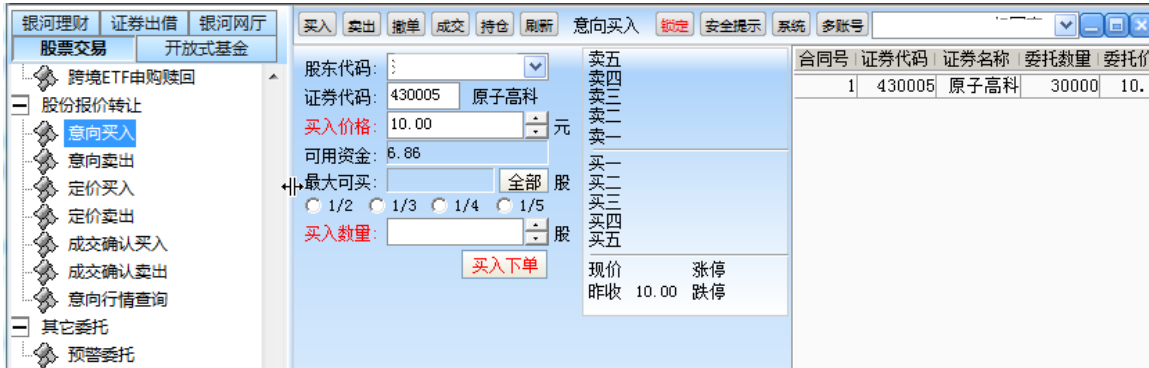 银河理财 证券出借 银河网厅
股票交易 开放式基金
跨境ETF申购赎回
股份报价转让
意向买入
意向卖出
定价买入
定价卖出
成交确认买入
成交确认卖出
意向行情查询
其它委托
预警委托
买入 卖出 撤单 成交 持仓 刷新 意向买入 锁定 安全提示 系统 多账号
股东代码:
证券代码: 430005 原子高科
买入价格: 10.00 元
可用资金: 6.86
最大可买: 全部 股
1/2 1/3 1/4 1/5
买入数量: 股
买入下单
卖五
卖四
卖三
卖二
卖一
买一
买二
买三
买四
买五
现价 涨停
昨收 10.00 跌停
合同号 证券代码 证券名称 委托数量 委托价
1 430005 原子高科 30000 10.